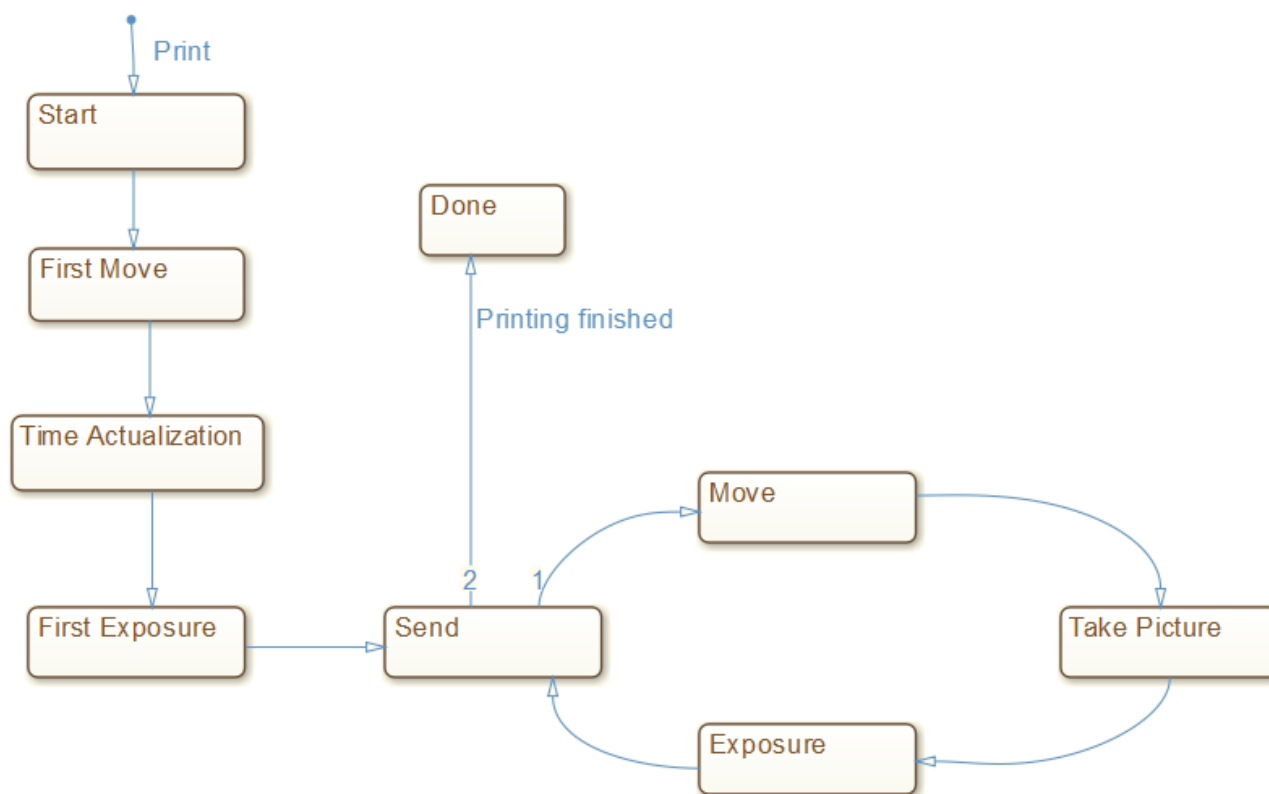 Print
Start
First Move
Done
Printing finished
Time Actualization
Move
2
1
First Exposure
Send
Take Picture
Exposure